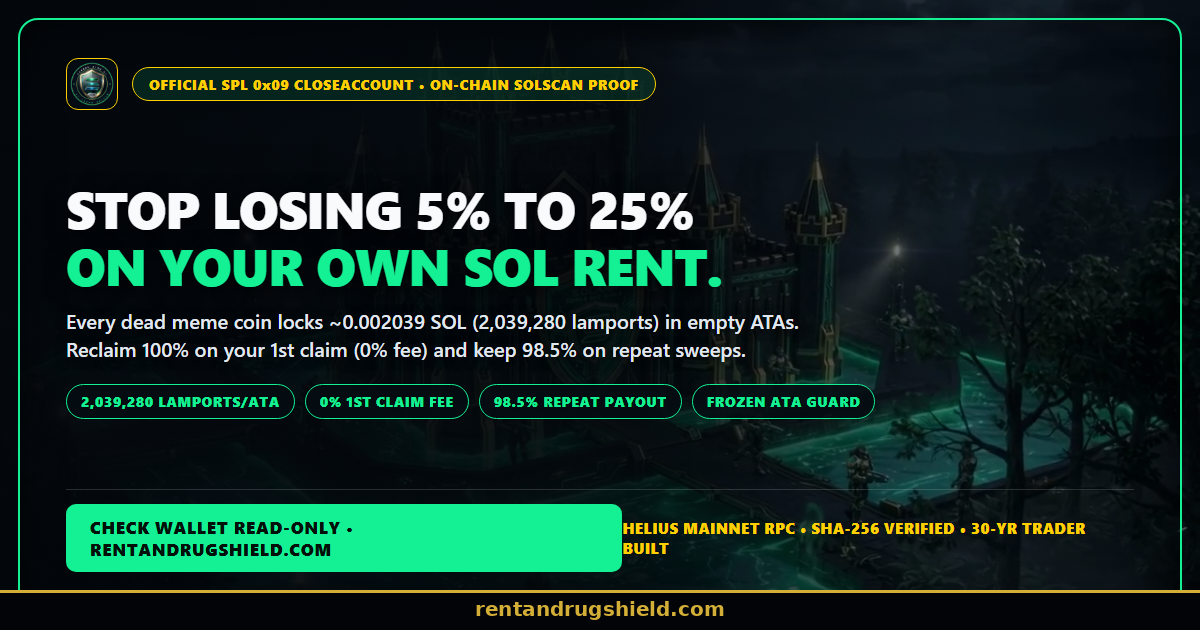 OFFICIAL SPL 0x09 CLOSEACCOUNT • ON-CHAIN SOLSCAN PROOF
STOP LOSING 5% TO 25%
ON YOUR OWN SOL RENT.
Every dead meme coin locks ~0.002039 SOL (2,039,280 lamports) in empty ATAs.
Reclaim 100% on your 1st claim (0% fee) and keep 98.5% on repeat sweeps.
2,039,280 LAMPORTS/ATA
0% 1ST CLAIM FEE
98.5% REPEAT PAYOUT
FROZEN ATA GUARD
CHECK WALLET READ-ONLY •
RENTANDRUGSHIELD.COM
HELIUS MAINNET RPC • SHA-256 VERIFIED • 30-YR TRADER
BUILT
rentandrugshield.com